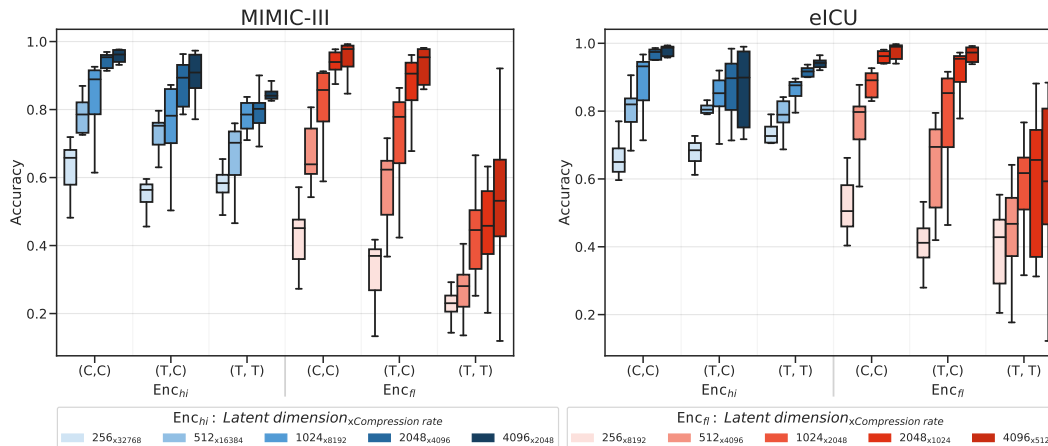 MIMIC-III
Accuracy
1.0
0.8
0.6
0.4
0.2
(C,C) (T,C) (T, T) (C,C) (T,C) (T, T)
Enc_hi Enc_fl
eICU
Accuracy
1.0
0.8
0.6
0.4
0.2
(C,C) (T,C) (T, T) (C,C) (T,C) (T, T)
Enc_hi Enc_fl
Enc_hi : Latent dimension_xCompression rate
256_x32768 512_x16384 1024_x8192 2048_x4096 4096_x2048
Enc_fl : Latent dimension_xCompression rate
256_x8192 512_x4096 1024_x2048 2048_x1024 4096_x512